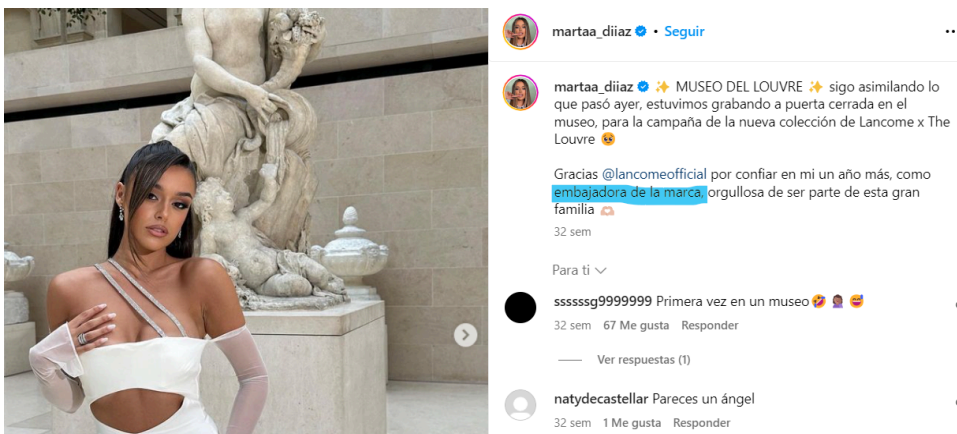 martaa_diiaz • Seguir
martaa_diiaz ✨ MUSEO DEL LOUVRE ✨ sigo asimilando lo
que pasó ayer, estuvimos grabando a puerta cerrada en el
museo, para la campaña de la nueva colección de Lancome x The
Louvre 🥹
Gracias @lancomeofficial por confiar en mi un año más, como
embajadora de la marca, orgullosa de ser parte de esta gran
familia 🫶🏻
32 sem
Para ti
ssssssg9999999 Primera vez en un museo🤣🤦🏽‍♀️😅
32 sem 67 Me gusta Responder
Ver respuestas (1)
natydecastellar Pareces un ángel
32 sem 1 Me gusta Responder